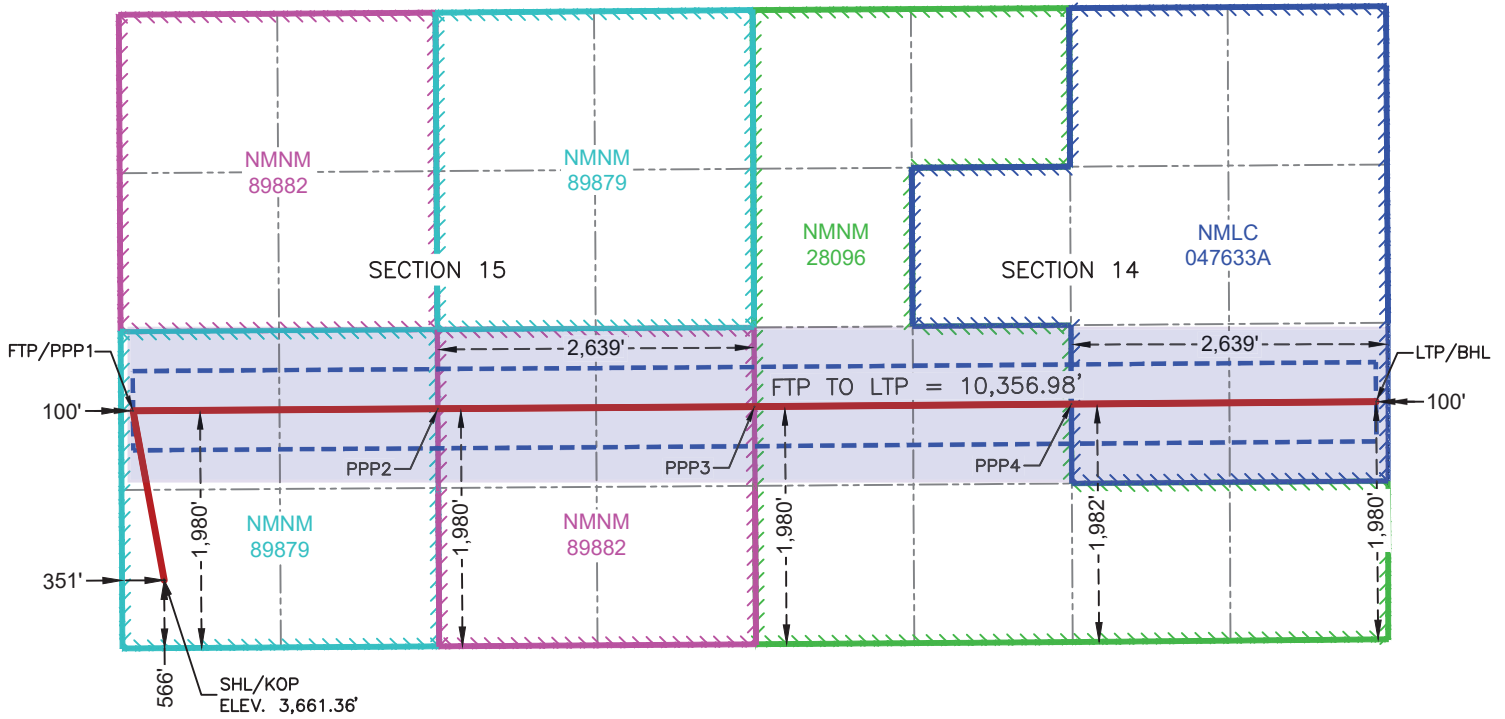 NMNM
89882
NMNM
89879
NMNM
28096
NMLC
047633A
SECTION 15
SECTION 14
FTP/PPP1
2,639'
2,639'
LTP/BHL
FTP TO LTP = 10,356.98'
100'
100'
PPP2
PPP3
PPP4
1,980'
1,980'
1,980'
1,982'
1,980'
NMNM
89879
NMNM
89882
351'
566'
SHL/KOP
ELEV. 3,661.36'